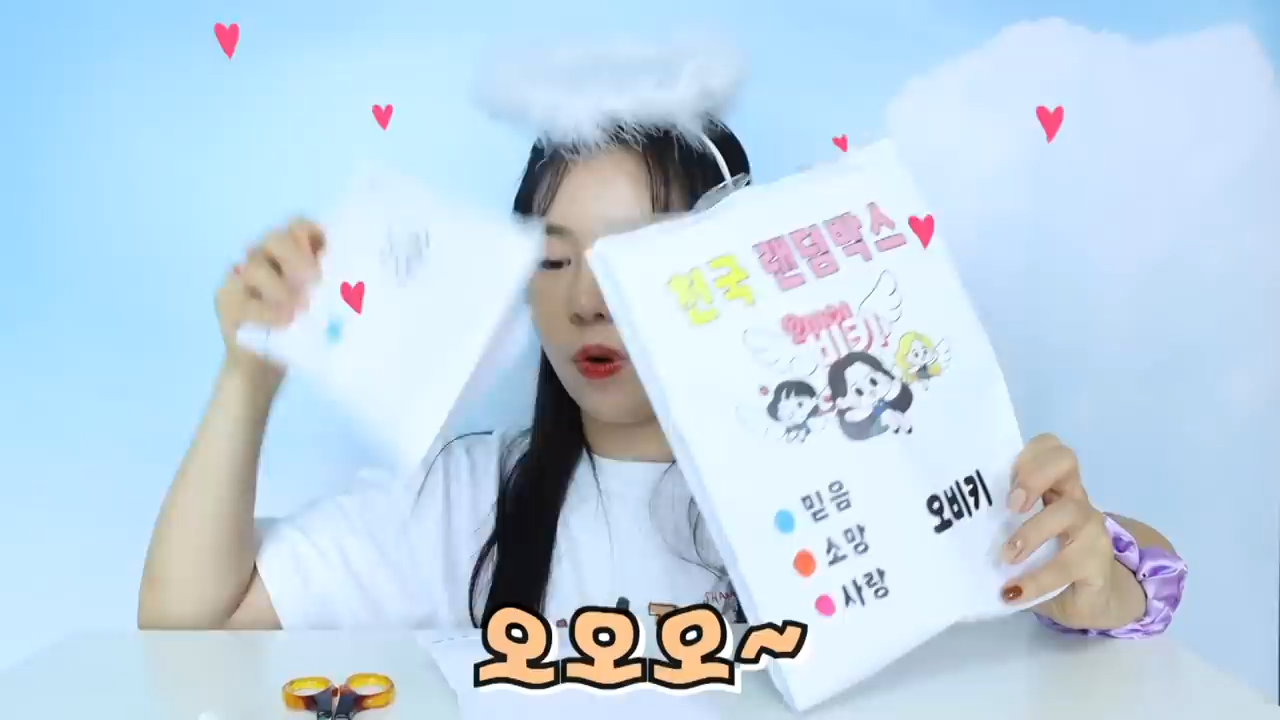 천국 랜덤박스
오비키
믿음
소망
사랑
오오오~